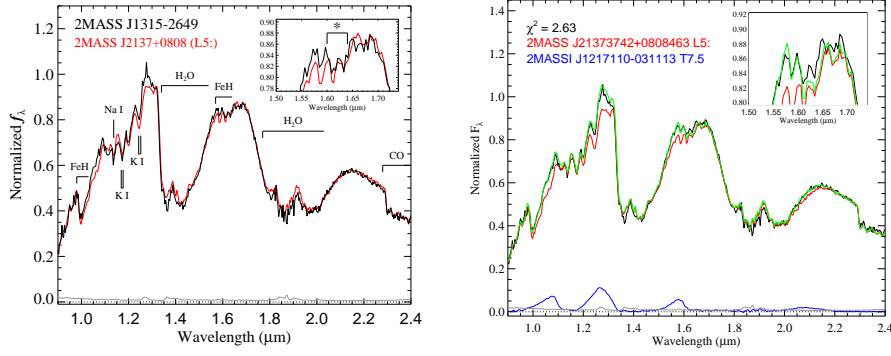 2MASS J1315-2649
2MASS J2137+0808 (L5:)
*
0.88
0.86
0.84
0.82
0.80
0.78
1.50 1.55 1.60 1.65 1.70
Wavelength (μm)
Normalized fλ
1.2
1.0
0.8
0.6
0.4
0.2
0.0
FeH
Na I
K I
K I
H₂O
FeH
H₂O
CO
1.0 1.2 1.4 1.6 1.8 2.0 2.2 2.4
Wavelength (μm)
χ² = 2.63
2MASS J21373742+0808463 L5:
2MASSI J1217110-031113 T7.5
0.92
0.90
0.88
0.86
0.84
0.82
0.80
1.50 1.55 1.60 1.65 1.70
Wavelength (μm)
Normalized Fλ
1.4
1.2
1.0
0.8
0.6
0.4
0.2
0.0
1.0 1.2 1.4 1.6 1.8 2.0 2.2 2.4
Wavelength (μm)